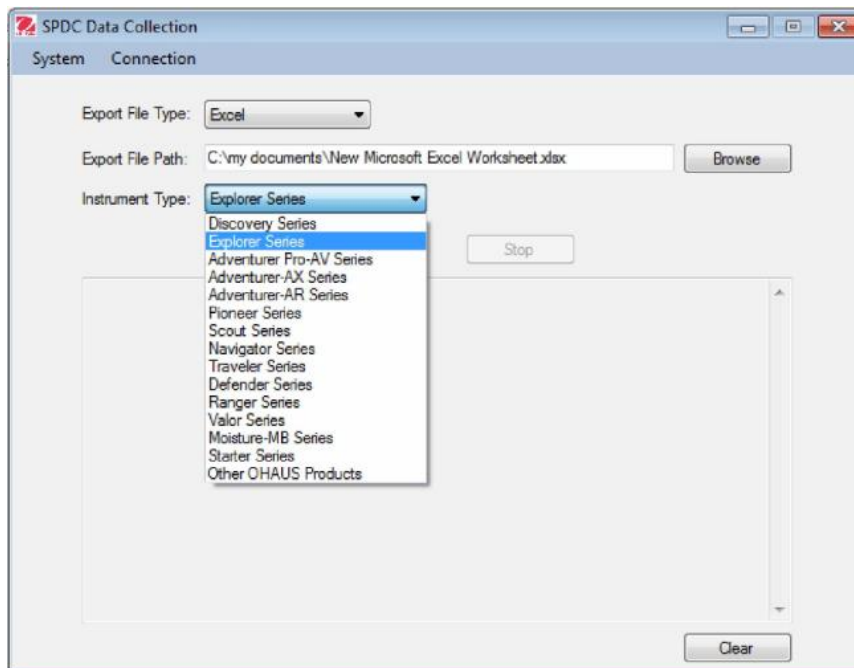 SPDC Data Collection
System Connection
Export File Type: Excel
Export File Path: C:\my documents\New Microsoft Excel Worksheet.xlsx Browse
Instrument Type: Explorer Series
Discovery Series
Explorer Series
Adventurer Pro-AV Series
Stop
Adventurer-AX Series
Adventurer-AR Series
Pioneer Series
Scout Series
Navigator Series
Traveler Series
Defender Series
Ranger Series
Valor Series
Moisture-MB Series
Starter Series
Other OHAUS Products
Clear